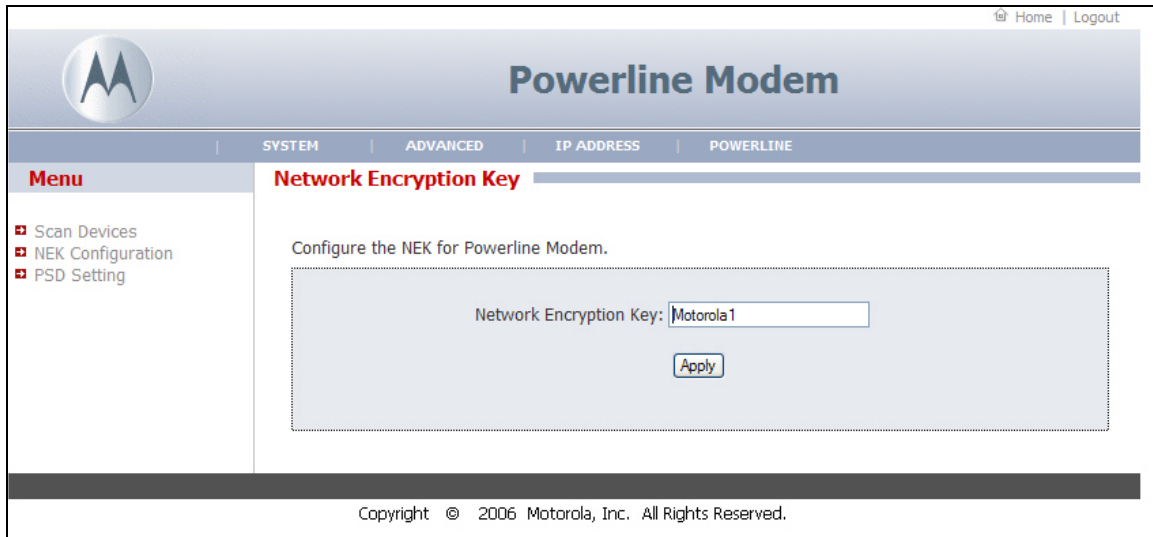 Home | Logout
Powerline Modem
| SYSTEM | ADVANCED | IP ADDRESS | POWERLINE
Menu
Scan Devices
NEK Configuration
PSD Setting
Network Encryption Key
Configure the NEK for Powerline Modem.
Network Encryption Key: Motorola1
Apply
Copyright © 2006 Motorola, Inc. All Rights Reserved.